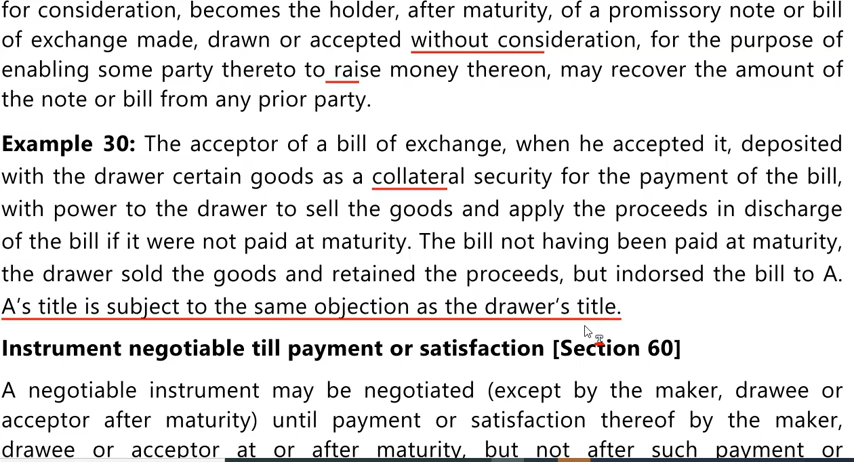 for consideration, becomes the holder, after maturity, of a promissory note or bill
of exchange made, drawn or accepted without consideration, for the purpose of
enabling some party thereto to raise money thereon, may recover the amount of
the note or bill from any prior party.
Example 30: The acceptor of a bill of exchange, when he accepted it, deposited
with the drawer certain goods as a collateral security for the payment of the bill,
with power to the drawer to sell the goods and apply the proceeds in discharge
of the bill if it were not paid at maturity. The bill not having been paid at maturity,
the drawer sold the goods and retained the proceeds, but indorsed the bill to A.
A’s title is subject to the same objection as the drawer’s title.
Instrument negotiable till payment or satisfaction [Section 60]
A negotiable instrument may be negotiated (except by the maker, drawee or
acceptor after maturity) until payment or satisfaction thereof by the maker,
drawee or acceptor at or after maturity, but not after such payment or